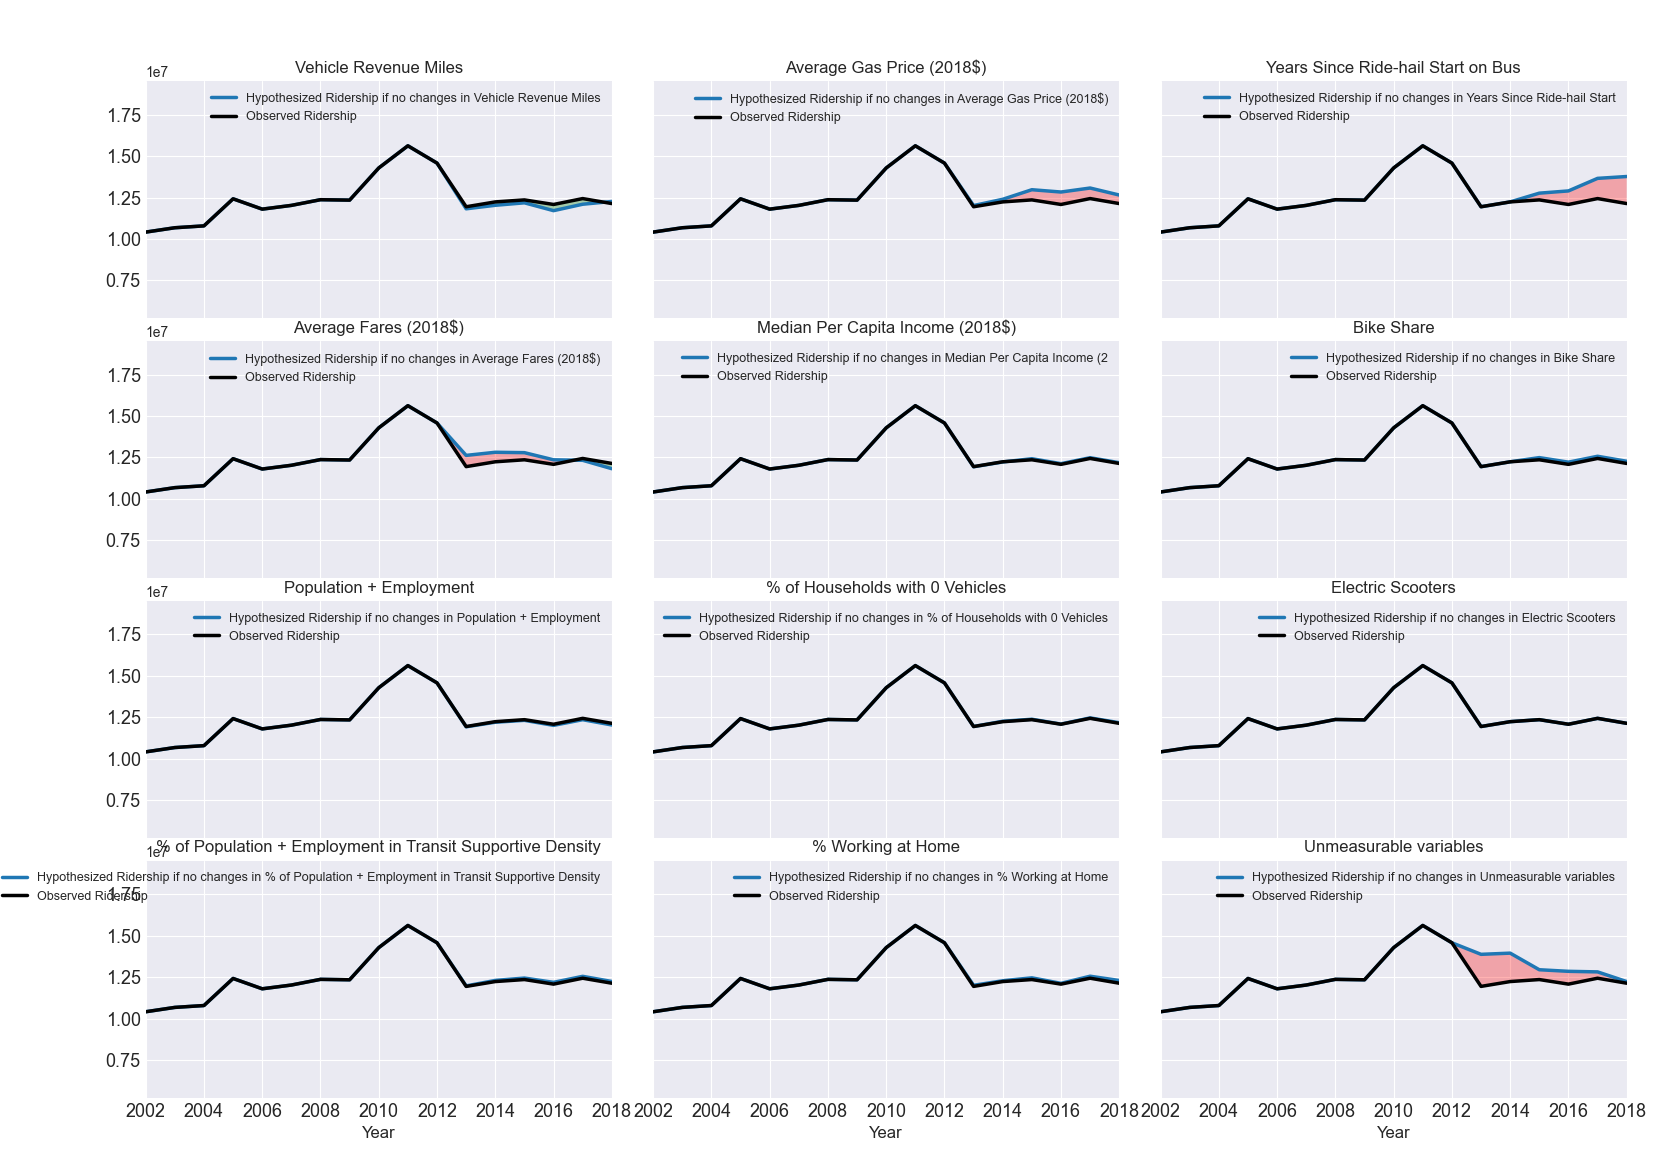 Vehicle Revenue Miles
1e7
Hypothesized Ridership if no changes in Vehicle Revenue Miles
Observed Ridership
1.75
1.50
1.25
1.00
0.75
Average Gas Price (2018$)
Hypothesized Ridership if no changes in Average Gas Price (2018$)
Observed Ridership
Years Since Ride-hail Start on Bus
Hypothesized Ridership if no changes in Years Since Ride-hail Start
Observed Ridership
Average Fares (2018$)
1e7
Hypothesized Ridership if no changes in Average Fares (2018$)
Observed Ridership
1.75
1.50
1.25
1.00
0.75
Median Per Capita Income (2018$)
Hypothesized Ridership if no changes in Median Per Capita Income (2
Observed Ridership
Bike Share
Hypothesized Ridership if no changes in Bike Share
Observed Ridership
Population + Employment
1e7
Hypothesized Ridership if no changes in Population + Employment
Observed Ridership
1.75
1.50
1.25
1.00
0.75
% of Households with 0 Vehicles
Hypothesized Ridership if no changes in % of Households with 0 Vehicles
Observed Ridership
Electric Scooters
Hypothesized Ridership if no changes in Electric Scooters
Observed Ridership
% of Population + Employment in Transit Supportive Density
1e7
Hypothesized Ridership if no changes in % of Population + Employment in Transit Supportive Density
Observed Ridership
1.75
1.50
1.25
1.00
0.75
2002 2004 2006 2008 2010 2012 2014 2016 2018
Year
% Working at Home
Hypothesized Ridership if no changes in % Working at Home
Observed Ridership
2002 2004 2006 2008 2010 2012 2014 2016 2018
Year
Unmeasurable variables
Hypothesized Ridership if no changes in Unmeasurable variables
Observed Ridership
2002 2004 2006 2008 2010 2012 2014 2016 2018
Year